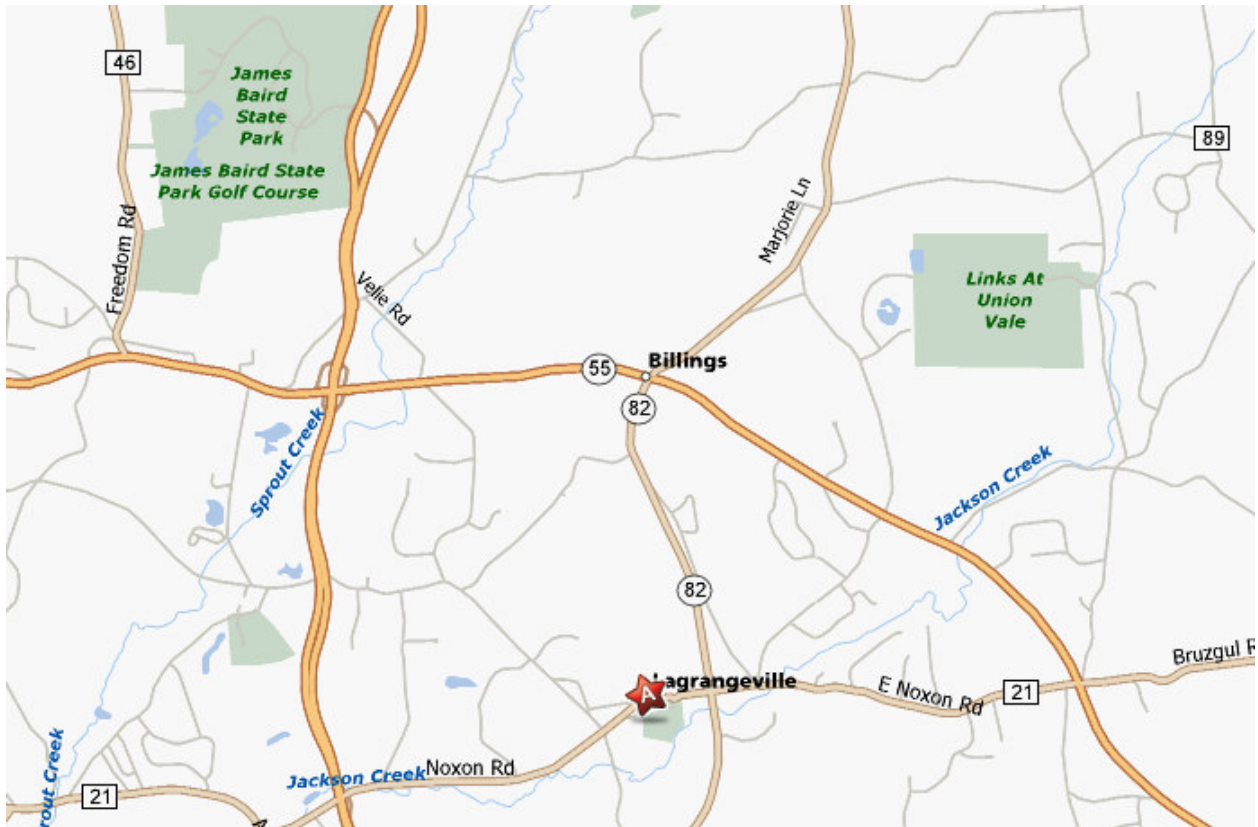 46
James
Baird
State
Park
James Baird State
Park Golf Course
89
Freedom Rd
Marjorie Ln
Velie Rd
Links At
Union
Vale
Billings
55
82
Sprout Creek
Jackson Creek
82
Lagrangeville
A
E Noxon Rd
21
Bruzgul R
Jackson Creek
Noxon Rd
rout Creek
21
A